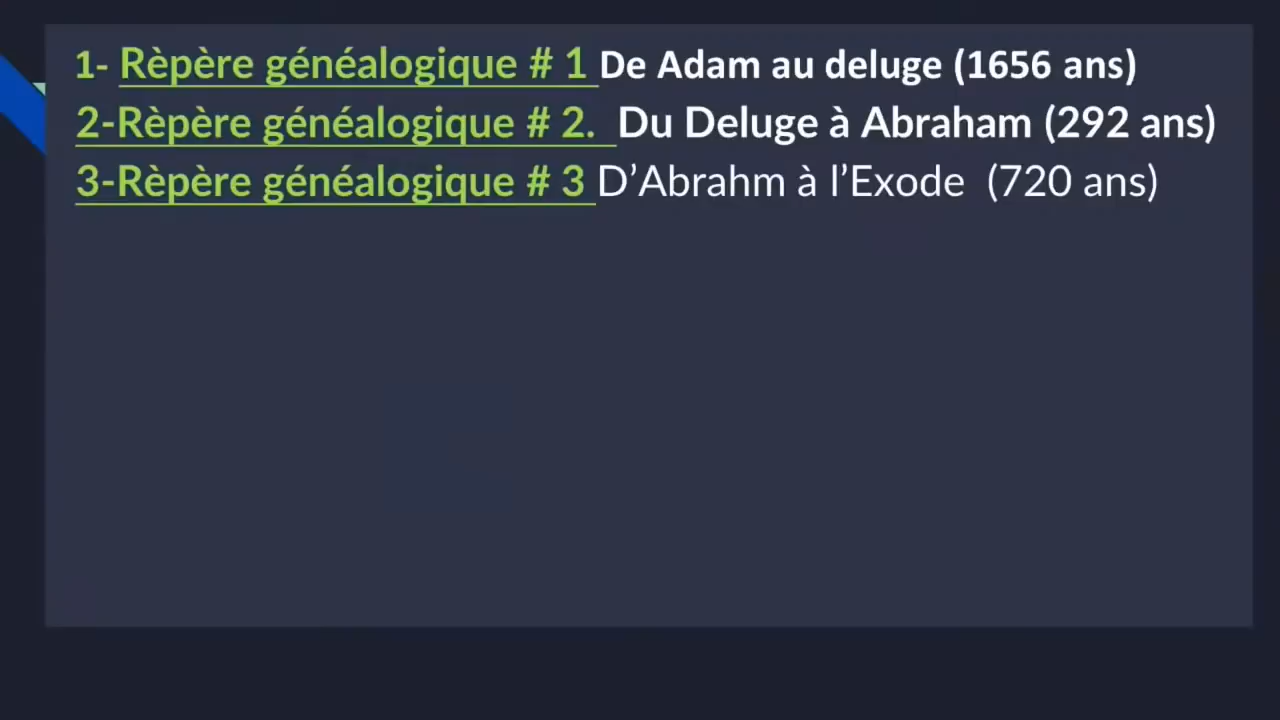 1- Rèpère généalogique # 1 De Adam au deluge (1656 ans)
2-Rèpère généalogique # 2. Du Deluge à Abraham (292 ans)
3-Rèpère généalogique # 3 D’Abrahm à l’Exode (720 ans)